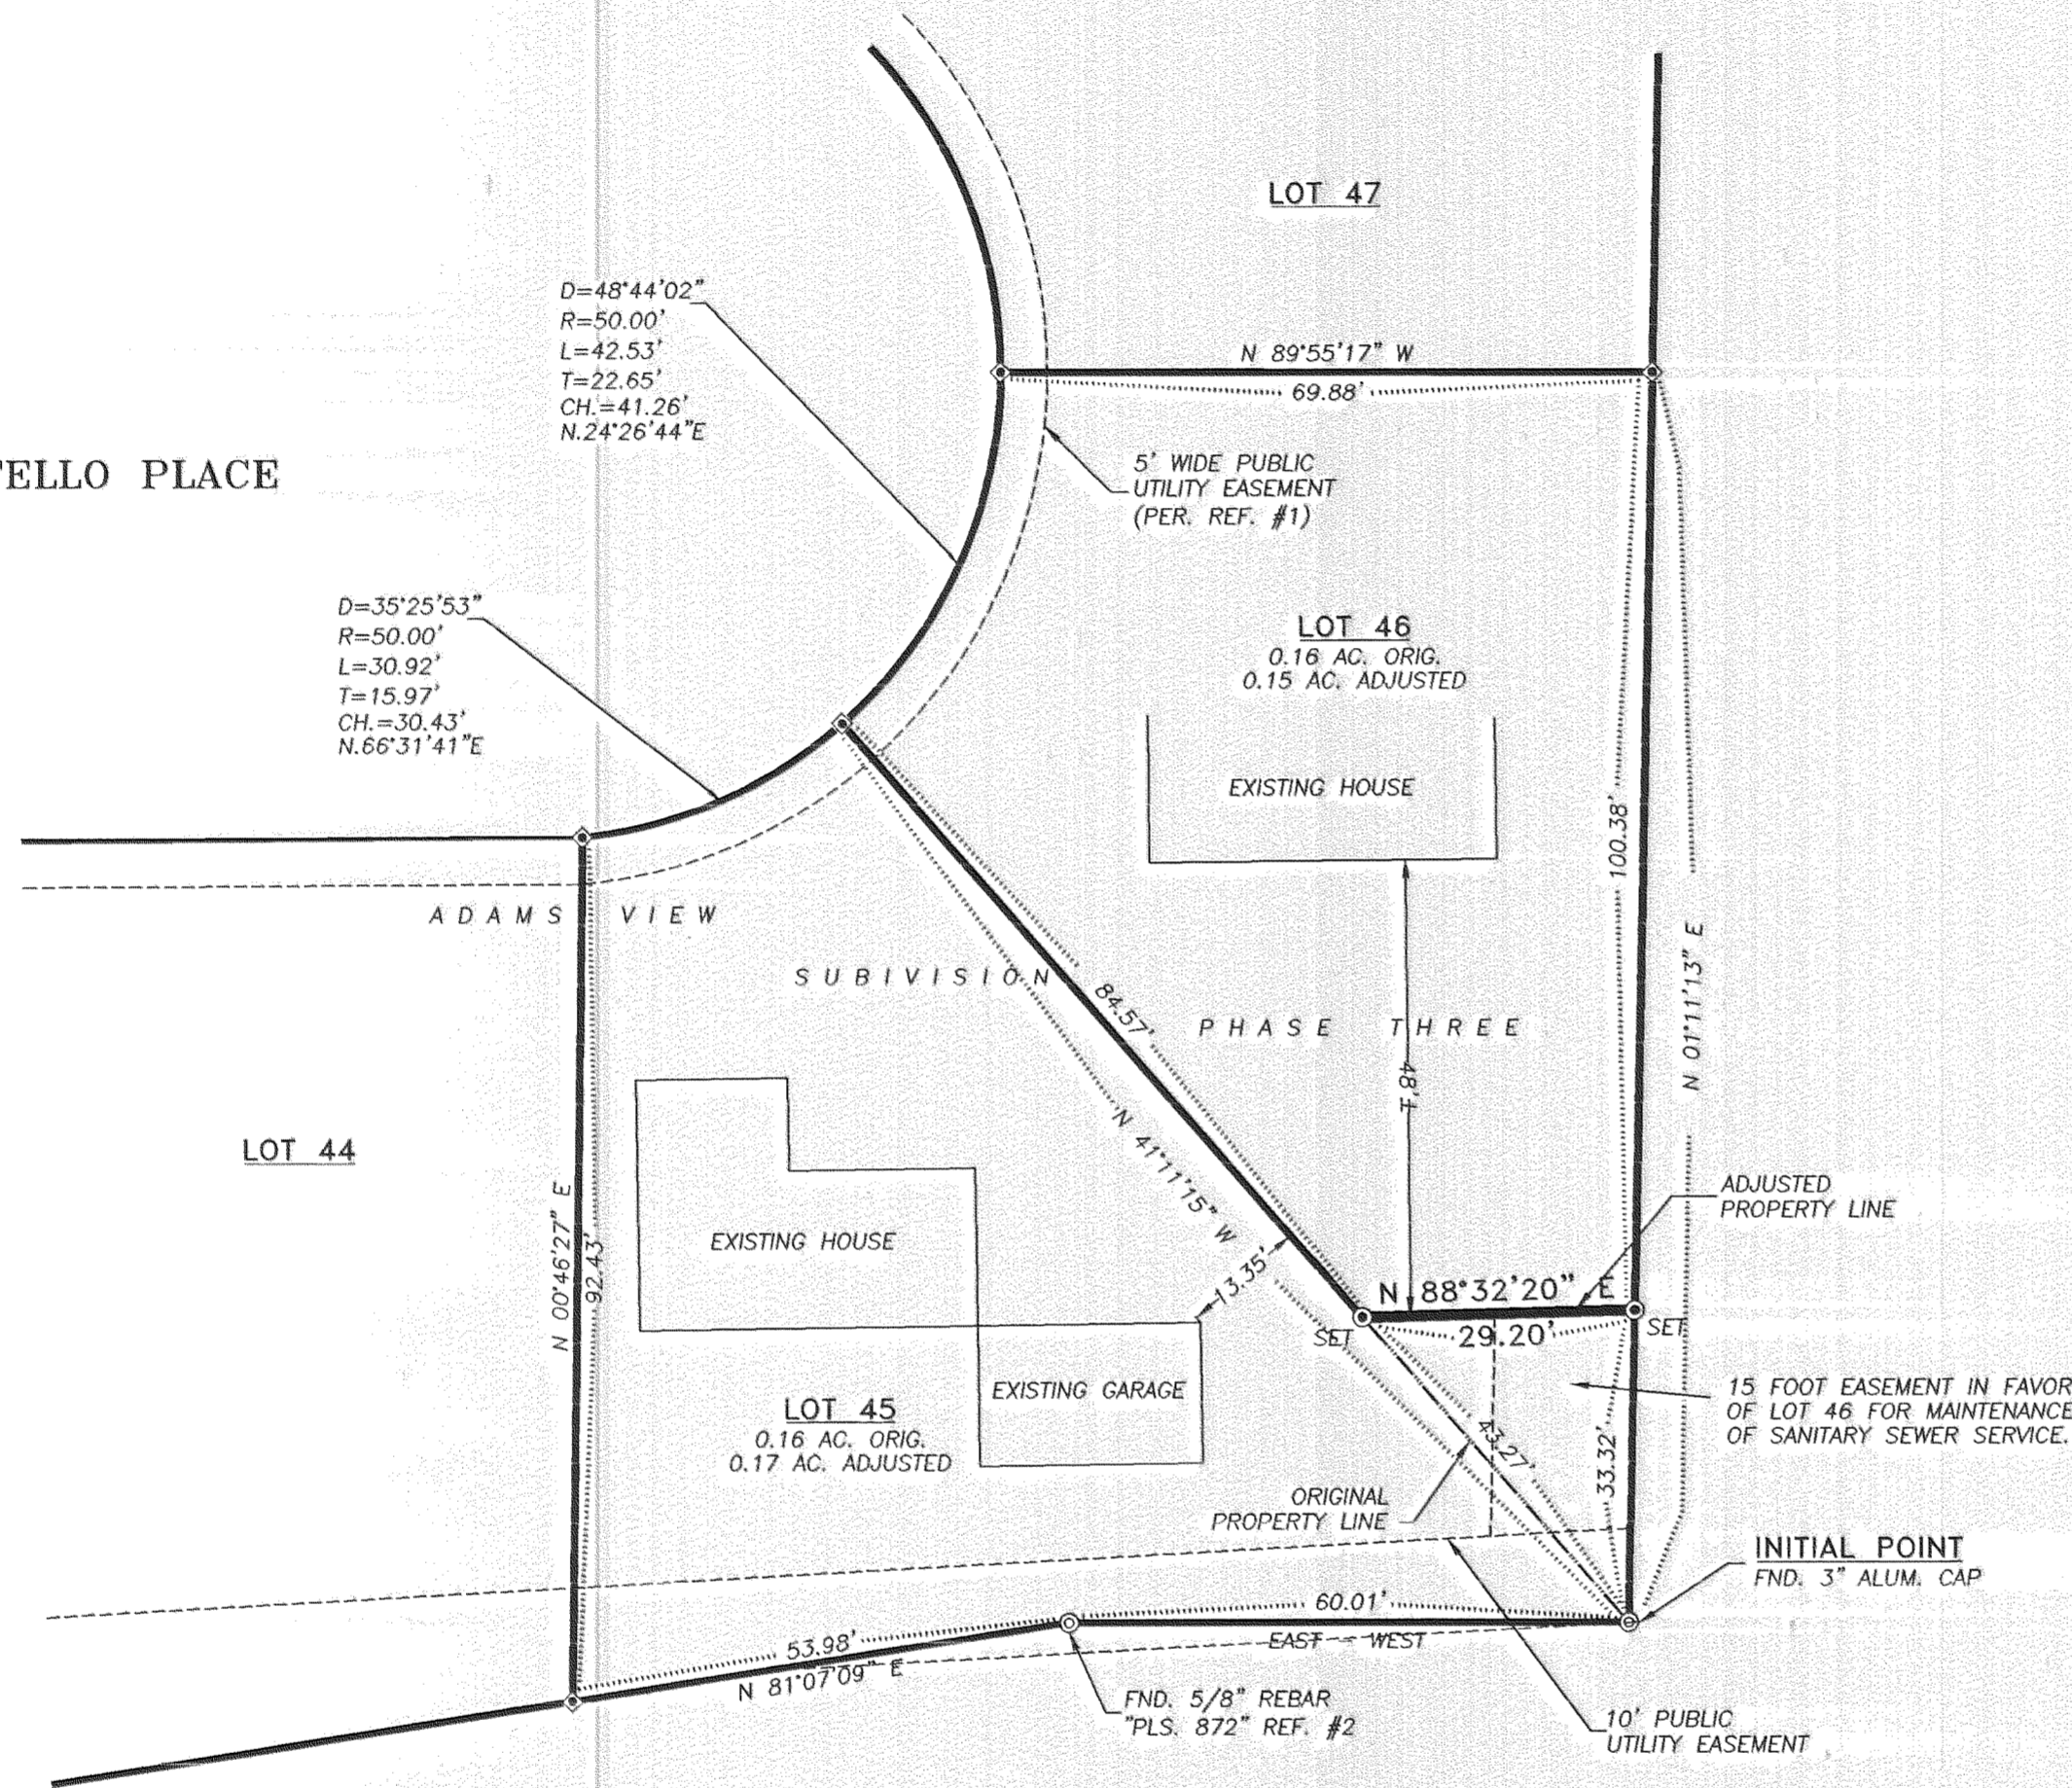 LOT 47
D=48°44'02"
R=50.00'
L=42.53'
T=22.65'
CH.=41.26'
N.24°26'44"E
N 89°55'17" W
69.88'
TELLO PLACE
5' WIDE PUBLIC
UTILITY EASEMENT
(PER. REF. #1)
D=35°25'53"
R=50.00'
L=30.92'
T=15.97'
CH.=30.43'
N.66°31'41"E
LOT 46
0.16 AC. ORIG.
0.15 AC. ADJUSTED
EXISTING HOUSE
100.38'
N 01°11'13" E
ADAMS VIEW
SUBIVISION
PHASE THREE
84.57'
48'±
N 41°11'15" W
LOT 44
N 00°46'27" E
92.43'
EXISTING HOUSE
13.35'
ADJUSTED
PROPERTY LINE
N 88°32'20" E
29.20'
SET
SET
EXISTING GARAGE
LOT 45
0.16 AC. ORIG.
0.17 AC. ADJUSTED
15 FOOT EASEMENT IN FAVOR
OF LOT 46 FOR MAINTENANCE
OF SANITARY SEWER SERVICE.
43.27'
33.32'
ORIGINAL
PROPERTY LINE
INITIAL POINT
FND. 3" ALUM. CAP
60.01'
EAST - WEST
53.98'
N 81°07'09" E
FND. 5/8" REBAR
"PLS. 872" REF. #2
10' PUBLIC
UTILITY EASEMENT